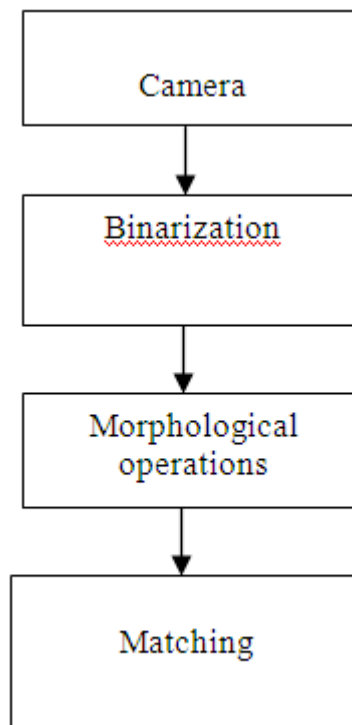 Camera
Binarization
Morphological
operations
Matching